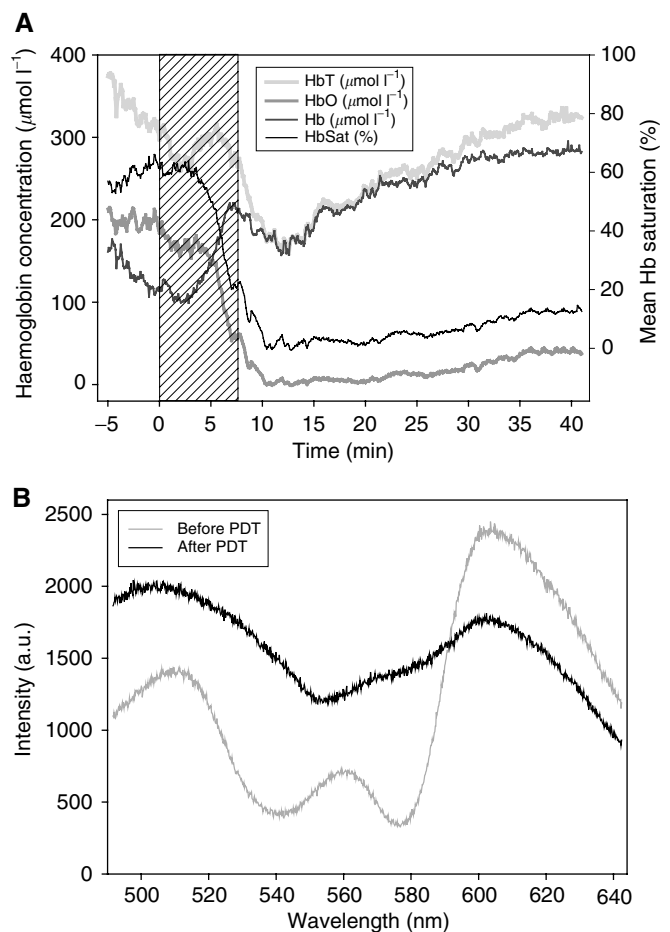 A
Haemoglobin concentration (μmol l⁻¹)
400
300
200
100
0
HbT (μmol l⁻¹)
HbO (μmol l⁻¹)
Hb (μmol l⁻¹)
HbSat (%)
100
80
60
40
20
0
Mean Hb saturation (%)
−5 0 5 10 15 20 25 30 35 40
Time (min)
B
Intensity (a.u.)
2500
2000
1500
1000
500
0
Before PDT
After PDT
500 520 540 560 580 600 620 640
Wavelength (nm)